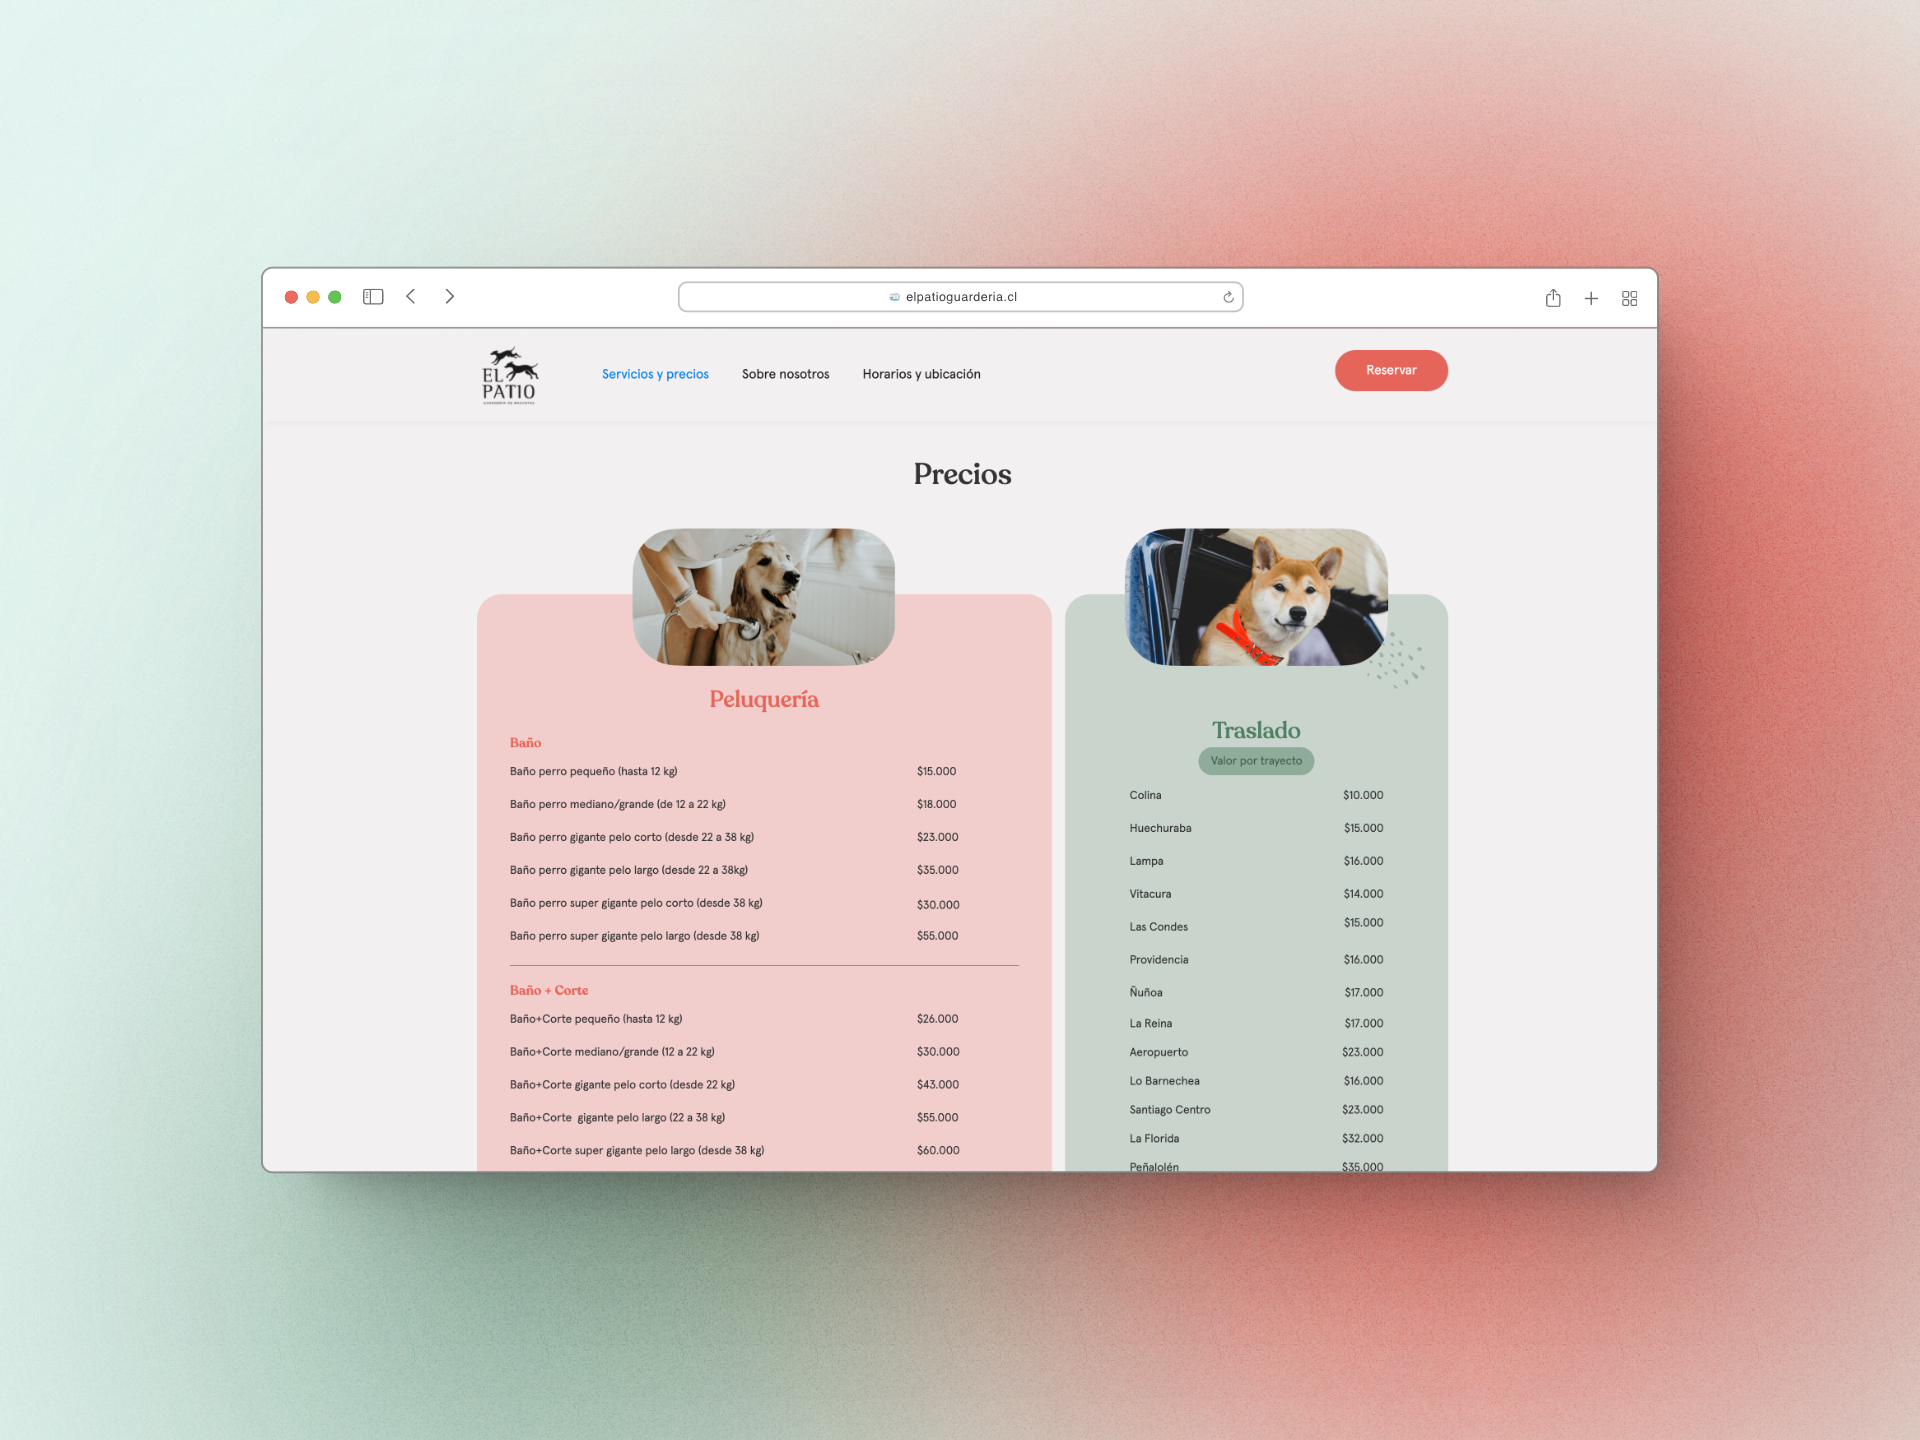 elpatioguarderia.cl
EL
PATIO
Servicios y precios
Sobre nosotros
Horarios y ubicación
Reservar
Precios
Peluquería
Baño
Baño perro pequeño (hasta 12 kg) $15.000
Baño perro mediano/grande (de 12 a 22 kg) $18.000
Baño perro gigante pelo corto (desde 22 a 38 kg) $23.000
Baño perro gigante pelo largo (desde 22 a 38kg) $35.000
Baño perro super gigante pelo corto (desde 38 kg) $30.000
Baño perro super gigante pelo largo (desde 38 kg) $55.000
Baño + Corte
Baño+Corte pequeño (hasta 12 kg) $26.000
Baño+Corte mediano/grande (12 a 22 kg) $30.000
Baño+Corte gigante pelo corto (desde 22 kg) $43.000
Baño+Corte  gigante pelo largo (22 a 38 kg) $55.000
Baño+Corte super gigante pelo largo (desde 38 kg) $60.000
Traslado
Valor por trayecto
Colina $10.000
Huechuraba $15.000
Lampa $16.000
Vitacura $14.000
Las Condes $15.000
Providencia $16.000
Ñuñoa $17.000
La Reina $17.000
Aeropuerto $23.000
Lo Barnechea $16.000
Santiago Centro $23.000
La Florida $32.000
Peñalolén $35.000